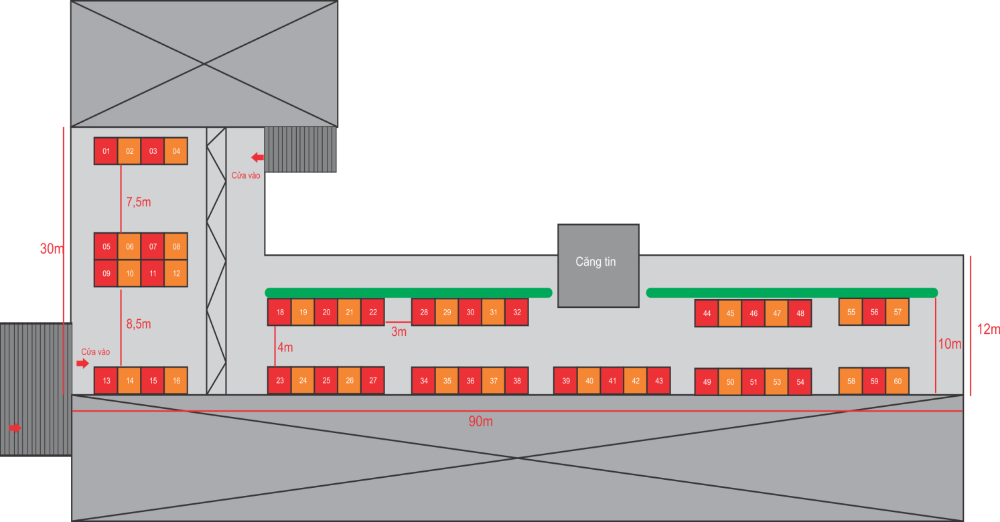 01 02 03 04
Cửa vào
7,5m
30m
05 06 07 08
09 10 11 12
Căng tin
8,5m
Cửa vào
13 14 15 16
18 19 20 21 22
28 29 30 31 32
44 45 46 47 48
55 56 57
3m
4m
10m
12m
23 24 25 26 27
34 35 36 37 38
39 40 41 42 43
49 50 51 53 54
58 59 60
90m